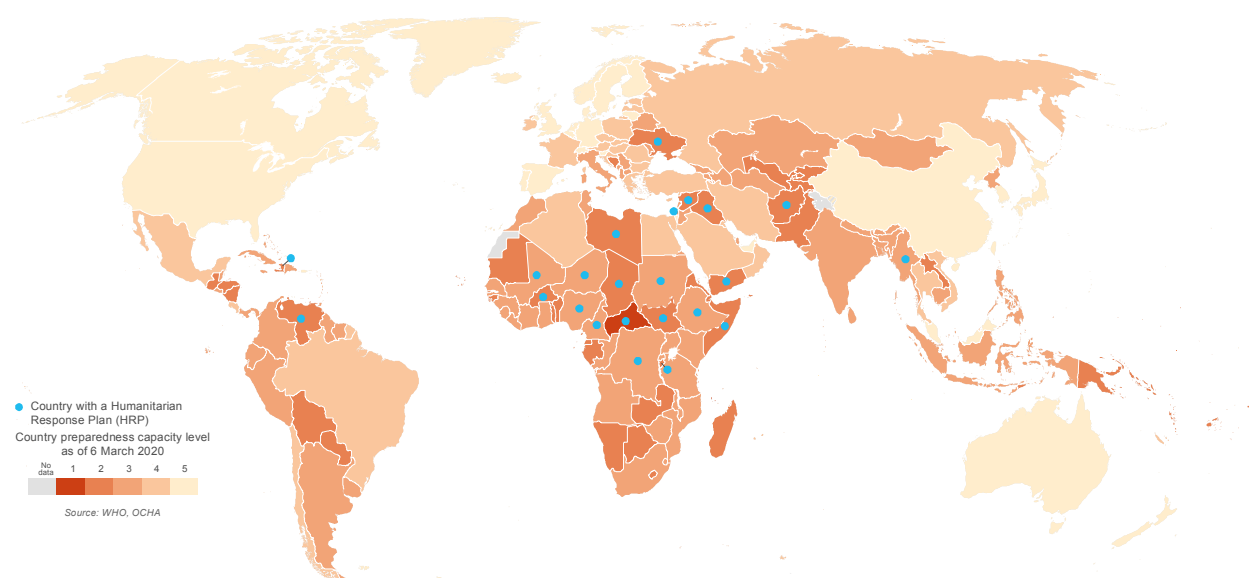 Country with a Humanitarian
Response Plan (HRP)
Country preparedness capacity level
as of 6 March 2020
No
data
1 2 3 4 5
Source: WHO, OCHA